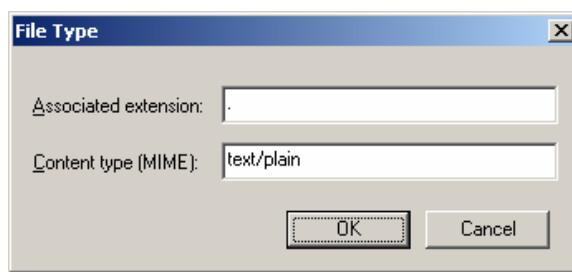 File Type
Associated extension: .
Content type (MIME): text/plain
OK Cancel